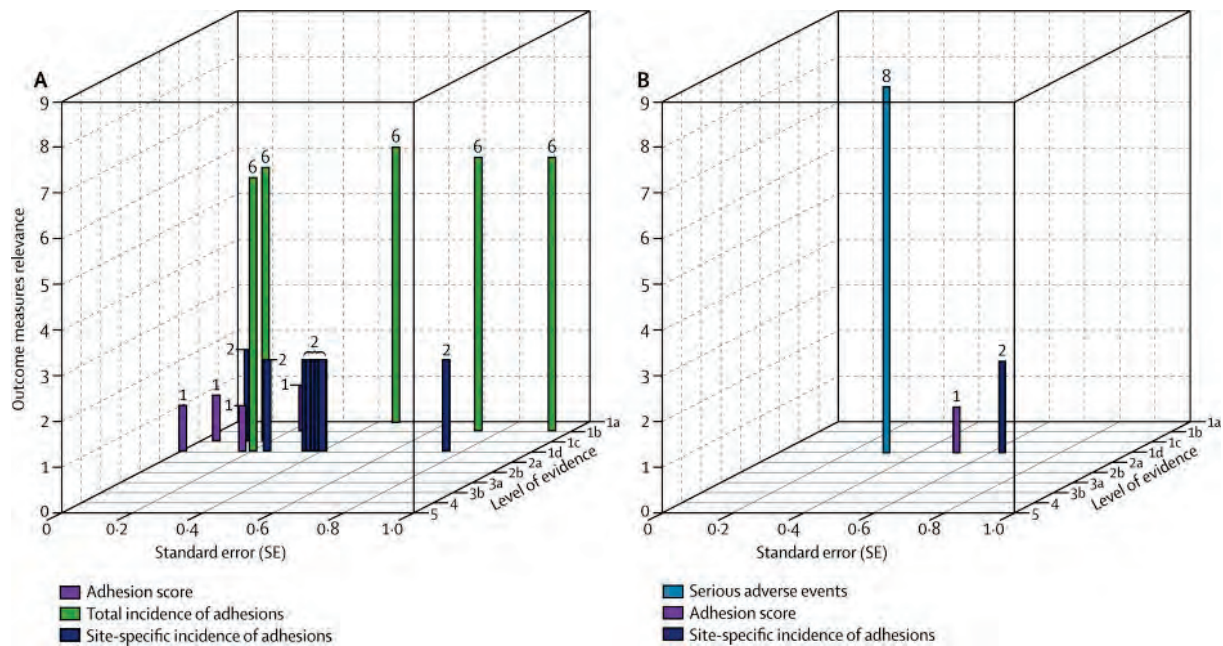 A
B
Outcome measures relevance
9
8
7
6
5
4
3
2
1
0
6
6
6
6
6
2
2
2
2
1
1
1
1
0
0·2
0·4
0·6
0·8
1·0
Standard error (SE)
5
4
3b
3a
2b
2a
1d
1c
1b
1a
Level of evidence
Adhesion score
Total incidence of adhesions
Site-specific incidence of adhesions
9
8
7
6
5
4
3
2
1
0
8
1
2
0
0·2
0·4
0·6
0·8
1·0
Standard error (SE)
5
4
3b
3a
2b
2a
1d
1c
1b
1a
Level of evidence
Serious adverse events
Adhesion score
Site-specific incidence of adhesions